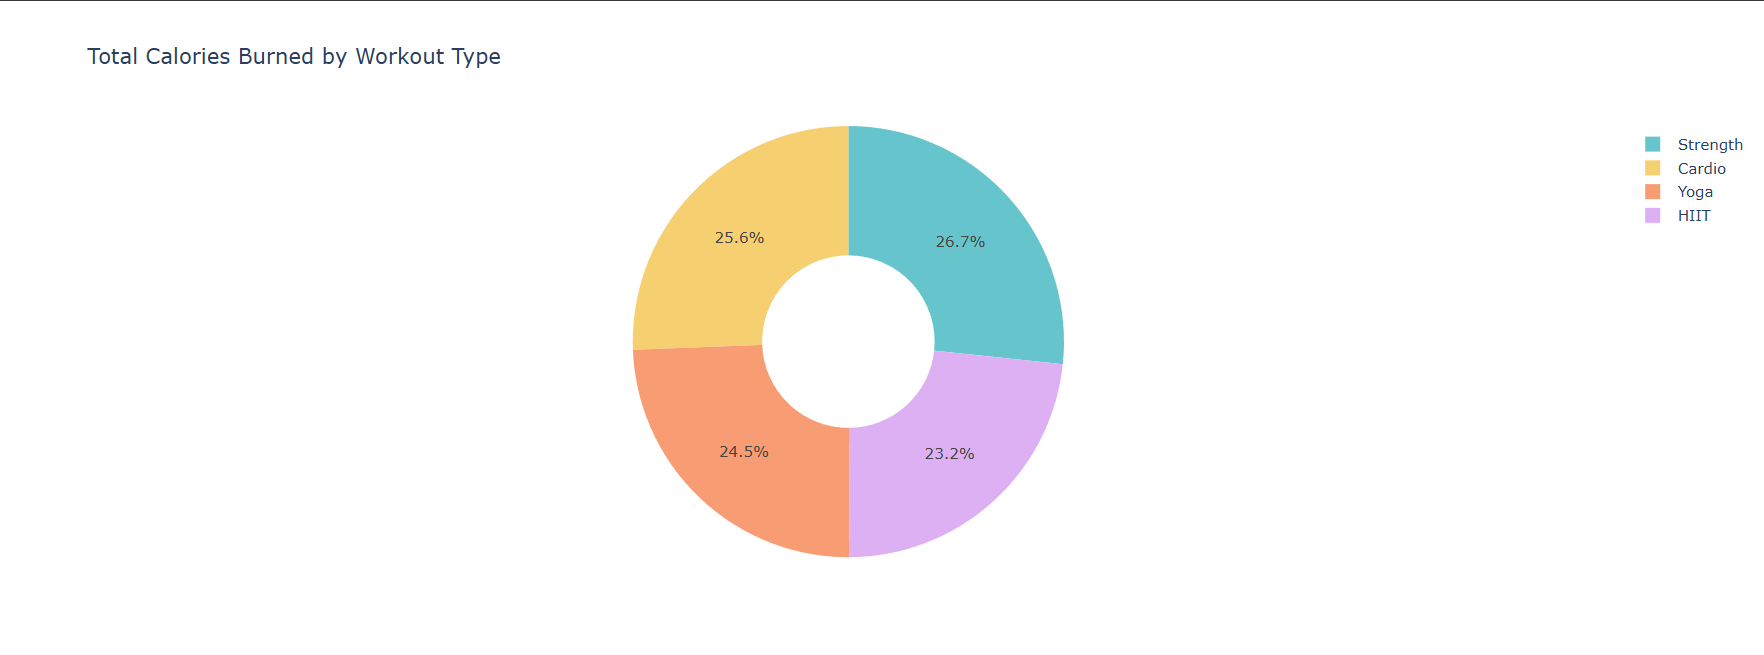 Total Calories Burned by Workout Type
Strength
Cardio
Yoga
HIIT
25.6%
26.7%
24.5%
23.2%